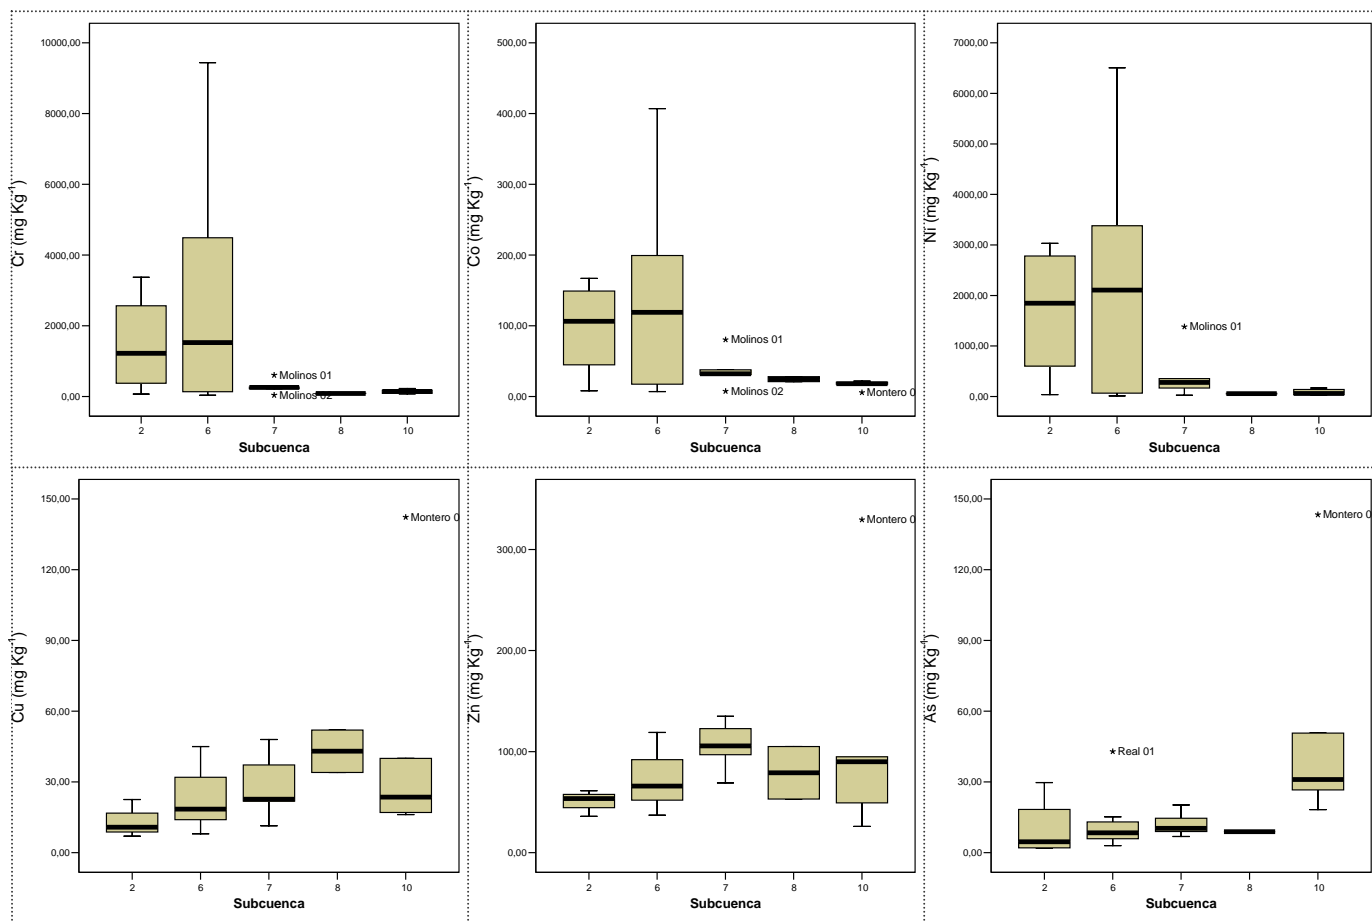 10000,00
8000,00
6000,00
4000,00
2000,00
0,00
Cr (mg Kg-1)
Molinos 01
Molinos 02
2 6 7 8 10
Subcuenca
500,00
400,00
300,00
200,00
100,00
0,00
Co (mg Kg-1)
Molinos 01
Molinos 02
Montero 0
2 6 7 8 10
Subcuenca
7000,00
6000,00
5000,00
4000,00
3000,00
2000,00
1000,00
0,00
Ni (mg Kg-1)
Molinos 01
2 6 7 8 10
Subcuenca
150,00
120,00
90,00
60,00
30,00
0,00
Cu (mg Kg-1)
Montero 0
2 6 7 8 10
Subcuenca
300,00
200,00
100,00
0,00
Zn (mg Kg-1)
Montero 0
2 6 7 8 10
Subcuenca
150,00
120,00
90,00
60,00
30,00
0,00
As (mg Kg-1)
Montero 0
Real 01
2 6 7 8 10
Subcuenca